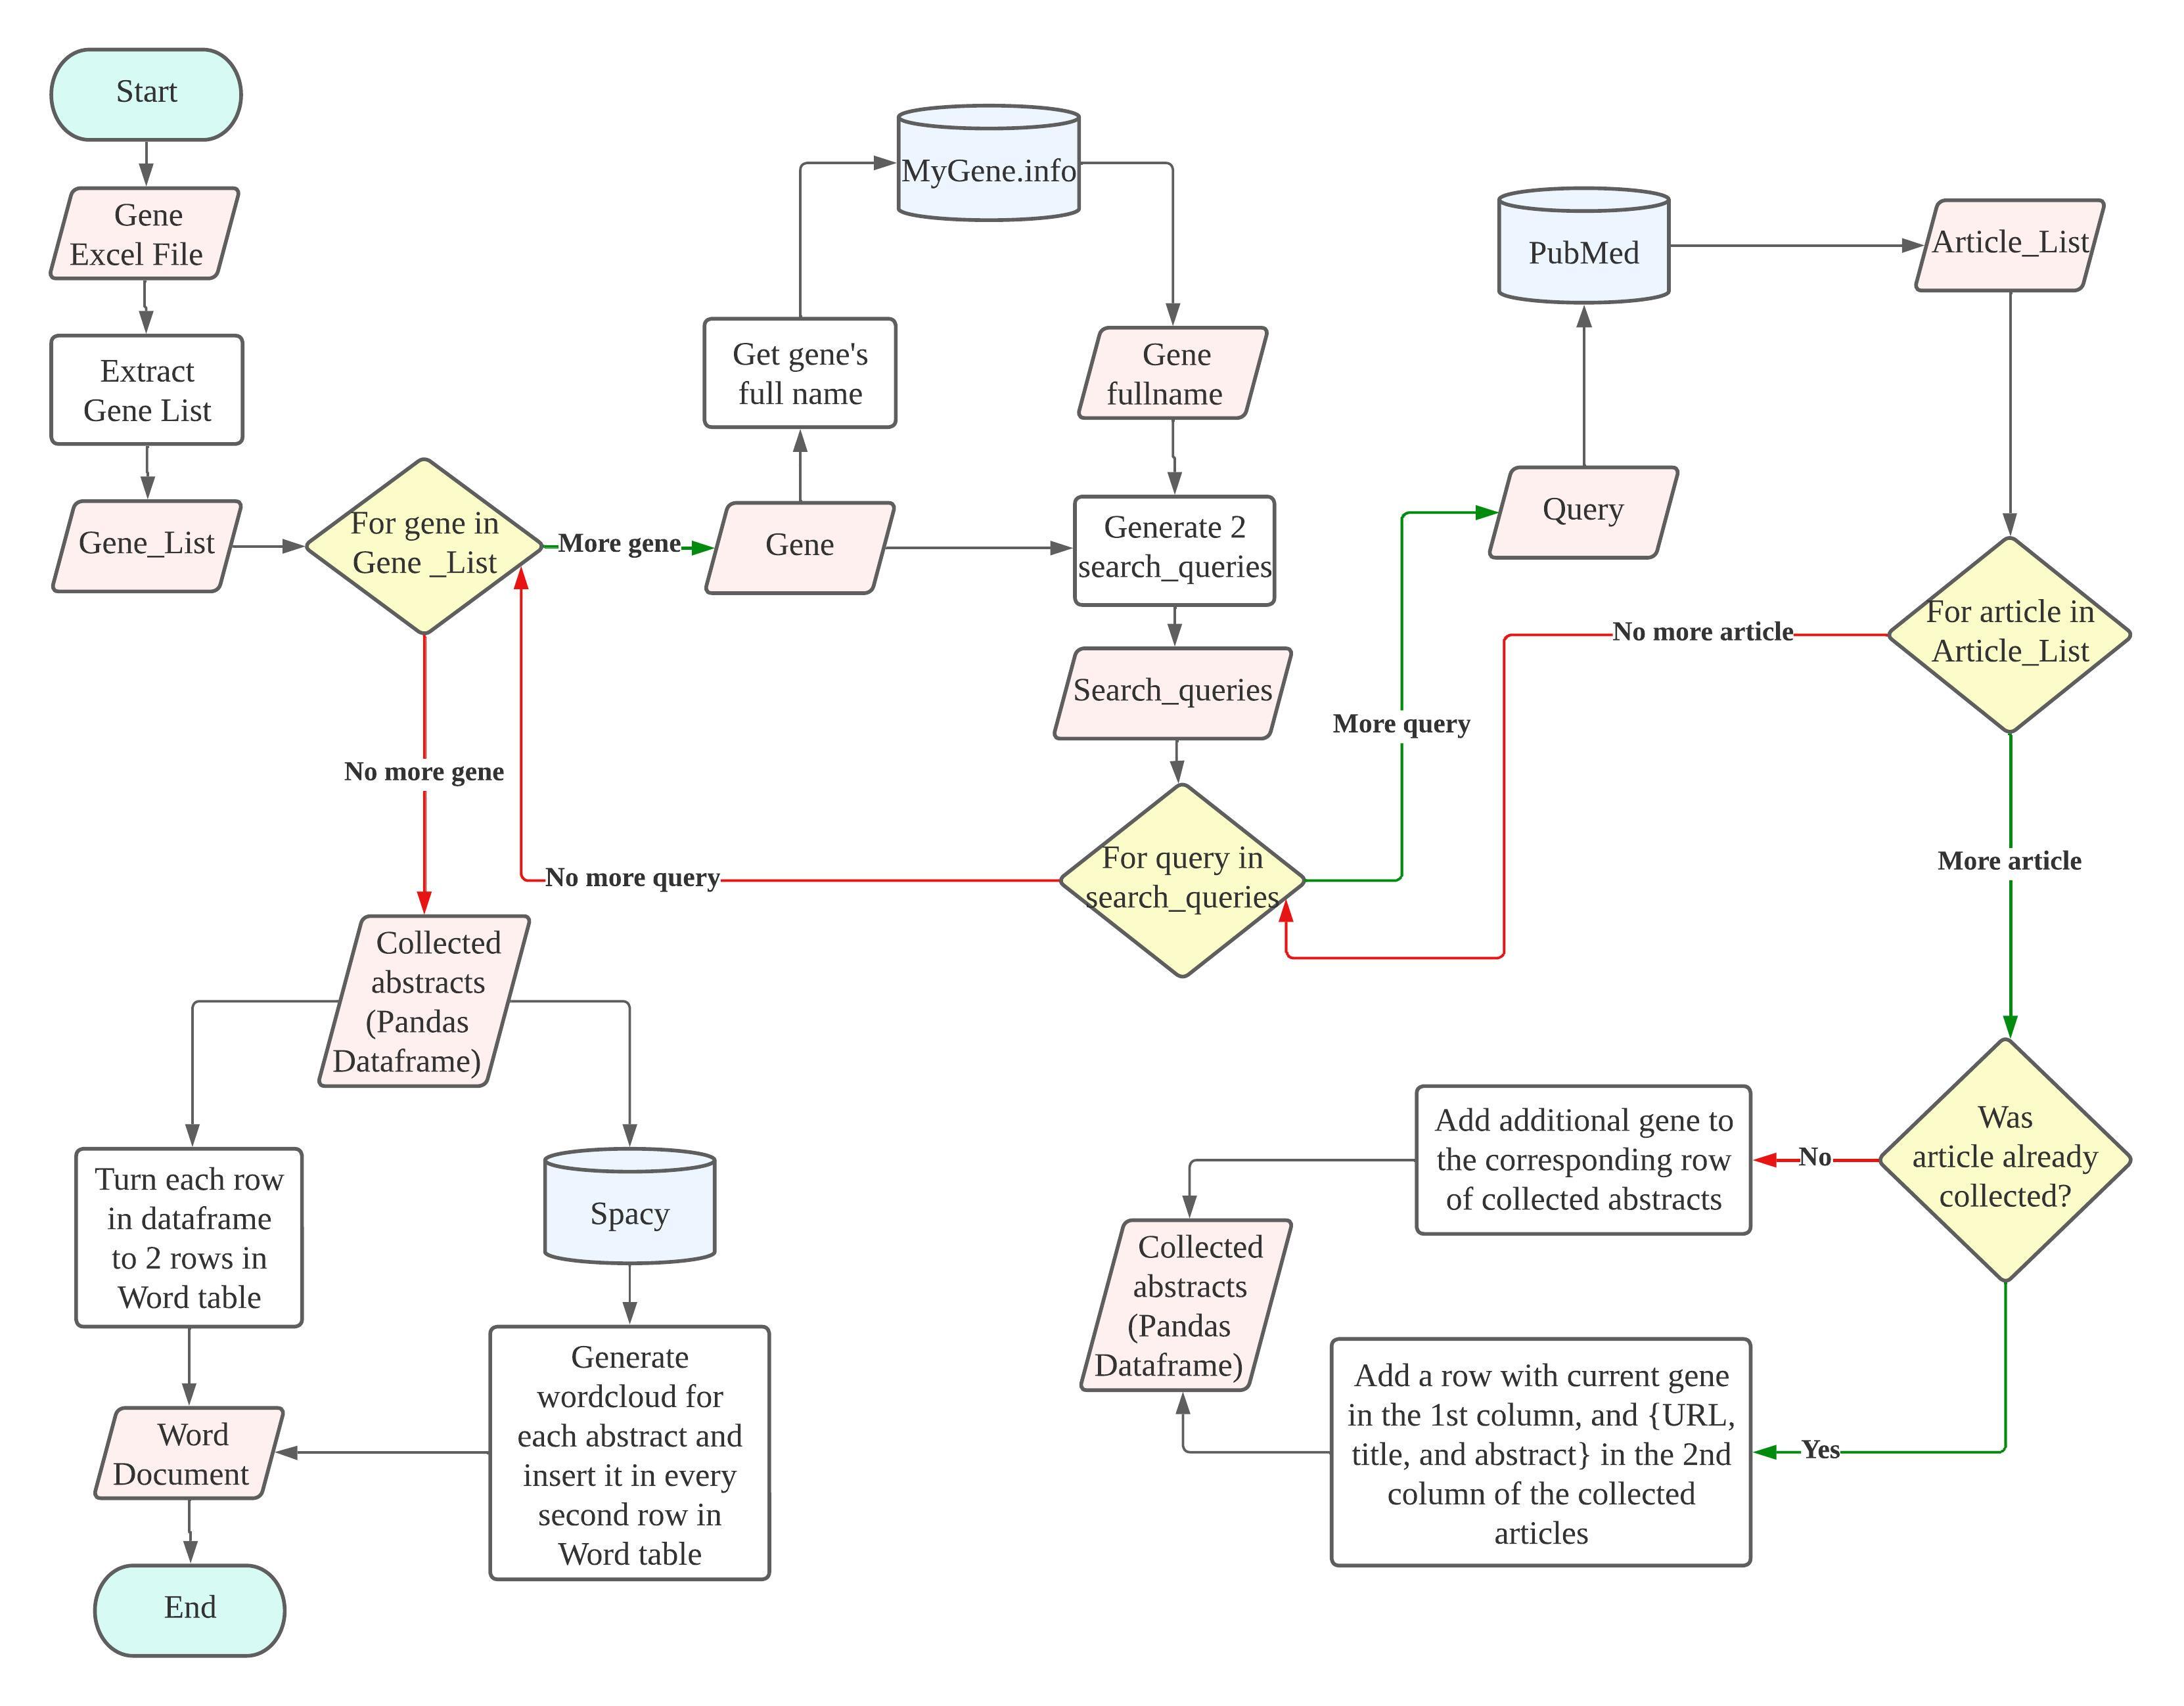 Start
Gene
Excel File
Extract
Gene List
Gene_List
For gene in
Gene _List
More gene
No more gene
Gene
Get gene's
full name
MyGene.info
Gene
fullname
Generate 2
search_queries
Search_queries
For query in
search_queries
No more query
More query
Query
PubMed
Article_List
For article in
Article_List
No more article
More article
Was
article already
collected?
No
Add additional gene to
the corresponding row
of collected abstracts
Yes
Add a row with current gene
in the 1st column, and {URL,
title, and abstract} in the 2nd
column of the collected
articles
Collected
abstracts
(Pandas
Dataframe)
Collected
abstracts
(Pandas
Dataframe)
Turn each row
in dataframe
to 2 rows in
Word table
Spacy
Generate
wordcloud for
each abstract and
insert it in every
second row in
Word table
Word
Document
End